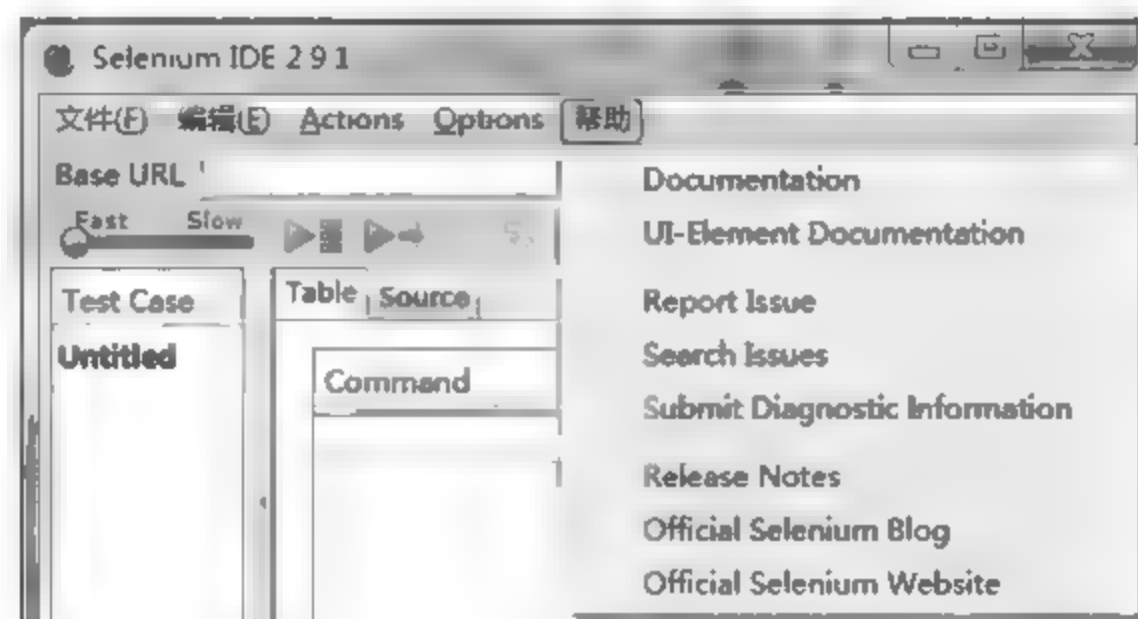 Selenium IDE 2 9 1
文件(F) 编辑(E) Actions Options 帮助
Base URL
Fast Slow
Test Case
Untitled
Table Source
Command
Documentation
UI-Element Documentation
Report Issue
Search Issues
Submit Diagnostic Information
Release Notes
Official Selenium Blog
Official Selenium Website